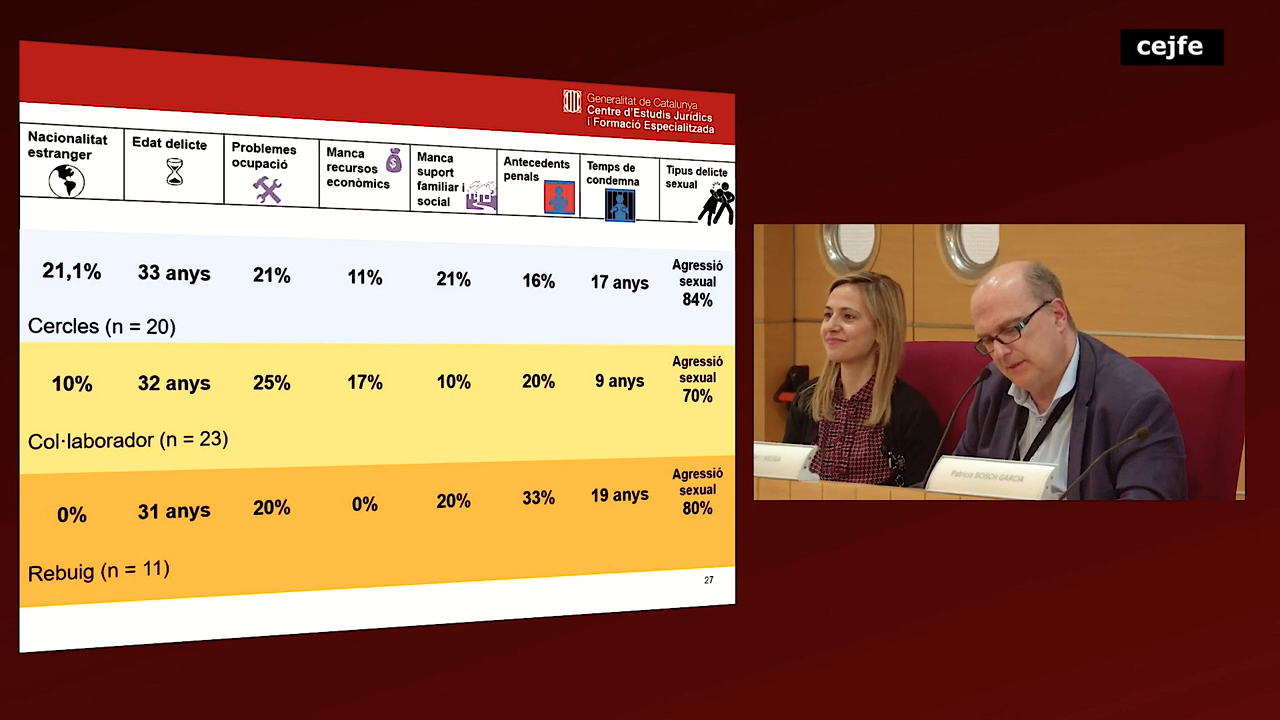 cejfe
Generalitat de Catalunya
Centre d'Estudis Jurídics
i Formació Especialitzada
Nacionalitat
estranger
Edat delicte
Problemes
ocupació
Manca
recursos
econòmics
Manca
suport
familiar i
social
Antecedents
penals
Temps de
condemna
Tipus delicte
sexual
21,1%
33 anys
21%
11%
21%
16%
17 anys
Agressió
sexual
84%
Cercles (n = 20)
10%
32 anys
25%
17%
10%
20%
9 anys
Agressió
sexual
70%
Col·laborador (n = 23)
0%
31 anys
20%
0%
20%
33%
19 anys
Agressió
sexual
80%
Rebuig (n = 11)
27
Patricia BOSCH GARCIA